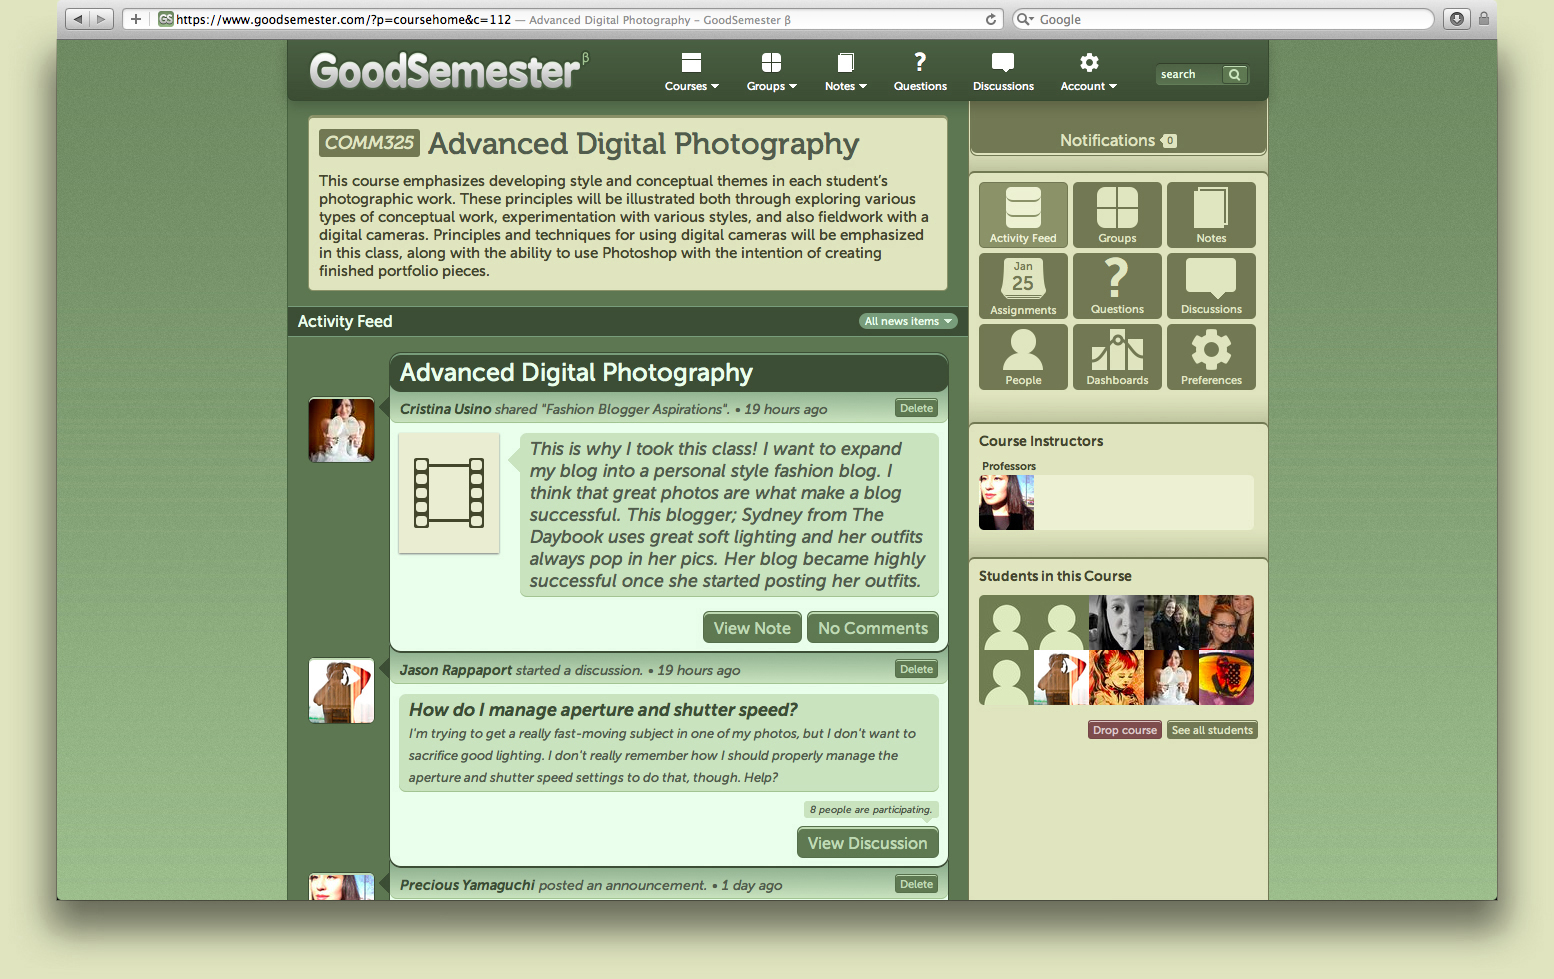 GS https://www.goodsemester.com/?p=coursehome&c=112 — Advanced Digital Photography – GoodSemester β
Google
GoodSemester β
Courses
Groups
Notes
?
Questions
Discussions
Account
search
Notifications 0
COMM325 Advanced Digital Photography
This course emphasizes developing style and conceptual themes in each student's
photographic work. These principles will be illustrated both through exploring various
types of conceptual work, experimentation with various styles, and also fieldwork with a
digital cameras. Principles and techniques for using digital cameras will be emphasized
in this class, along with the ability to use Photoshop with the intention of creating
finished portfolio pieces.
Activity Feed
All news items
Advanced Digital Photography
Cristina Usino shared "Fashion Blogger Aspirations". • 19 hours ago
Delete
This is why I took this class! I want to expand
my blog into a personal style fashion blog. I
think that great photos are what make a blog
successful. This blogger; Sydney from The
Daybook uses great soft lighting and her outfits
always pop in her pics. Her blog became highly
successful once she started posting her outfits.
View Note
No Comments
Jason Rappaport started a discussion. • 19 hours ago
Delete
How do I manage aperture and shutter speed?
I'm trying to get a really fast-moving subject in one of my photos, but I don't want to
sacrifice good lighting. I don't really remember how I should properly manage the
aperture and shutter speed settings to do that, though. Help?
8 people are participating.
View Discussion
Precious Yamaguchi posted an announcement. • 1 day ago
Delete
Activity Feed
Groups
Notes
Jan
25
Assignments
?
Questions
Discussions
People
Dashboards
Preferences
Course Instructors
Professors
Students in this Course
Drop course
See all students